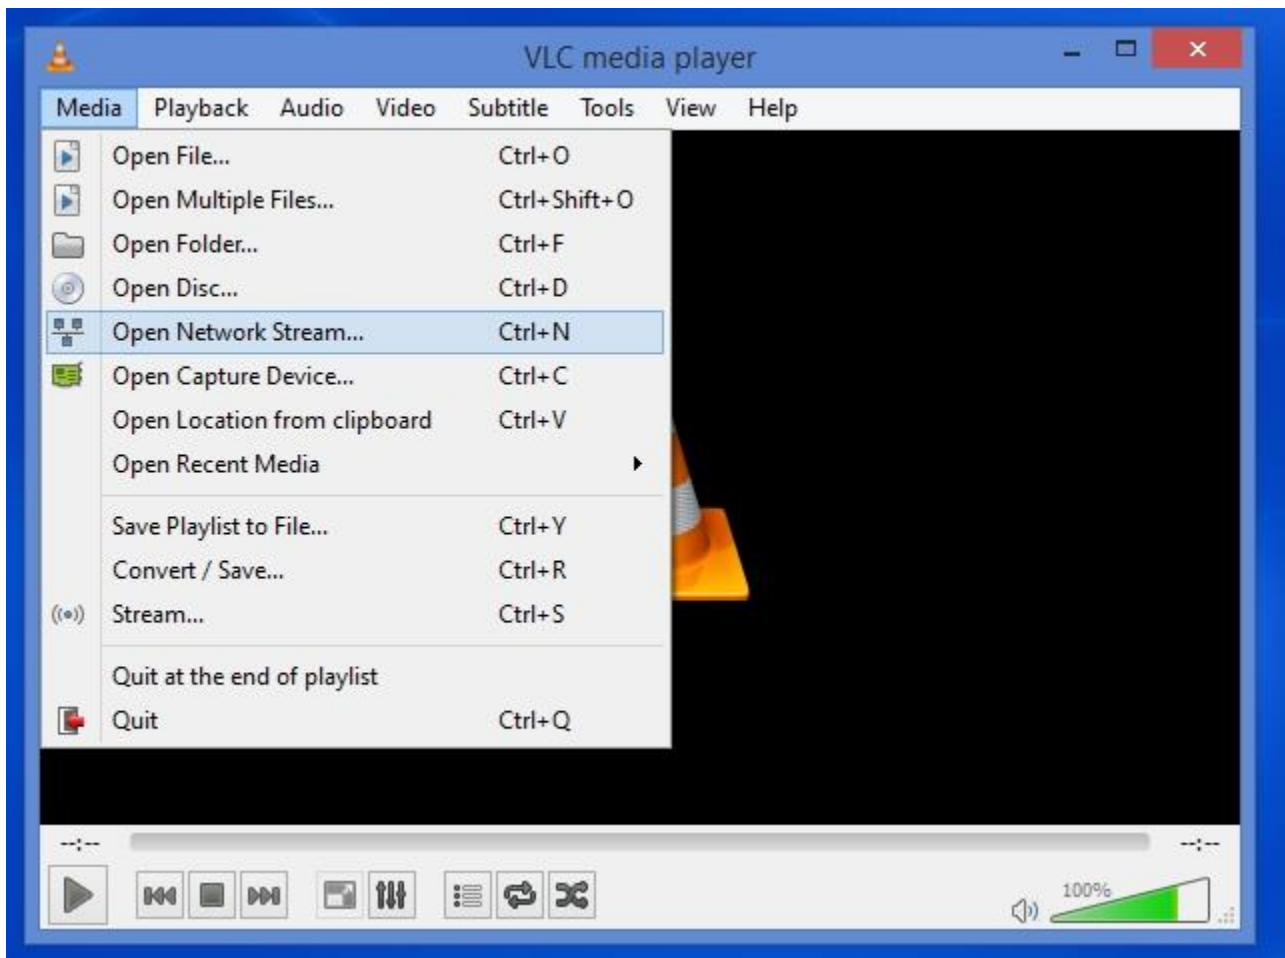 VLC media player
Media Playback Audio Video Subtitle Tools View Help
Open File... Ctrl+O
Open Multiple Files... Ctrl+Shift+O
Open Folder... Ctrl+F
Open Disc... Ctrl+D
Open Network Stream... Ctrl+N
Open Capture Device... Ctrl+C
Open Location from clipboard Ctrl+V
Open Recent Media
Save Playlist to File... Ctrl+Y
Convert / Save... Ctrl+R
Stream... Ctrl+S
Quit at the end of playlist
Quit Ctrl+Q
--:-- --:--
100%